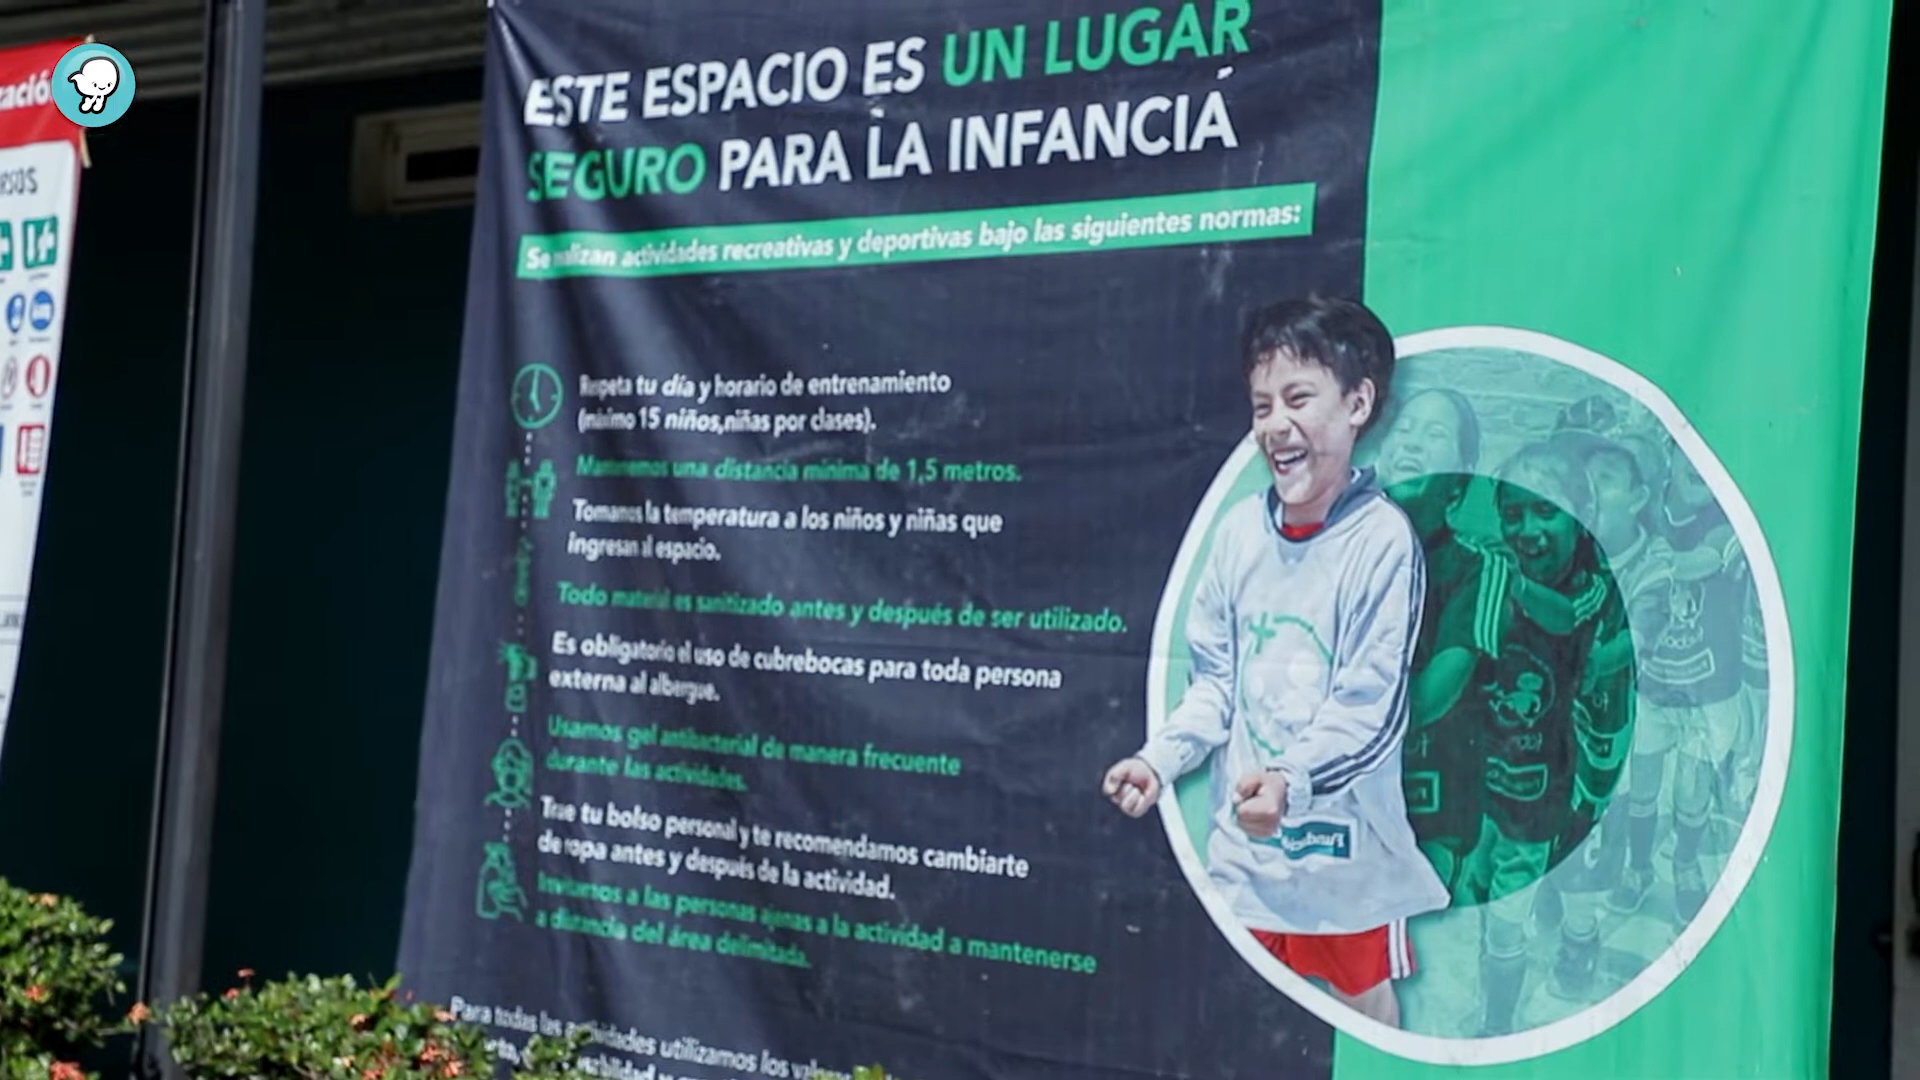 zació
RSOS
ESTE ESPACIO ES UN LUGAR
SEGURO PARA LA INFANCIA
Se realizan actividades recreativas y deportivas bajo las siguientes normas:
Respeta tu día y horario de entrenamiento
(máximo 15 niños,niñas por clases).
Mantenemos una distancia mínima de 1,5 metros.
Tomamos la temperatura a los niños y niñas que
ingresan al espacio.
Todo material es sanitizado antes y después de ser utilizado.
Es obligatorio el uso de cubrebocas para toda persona
externa al albergue.
Usamos gel antibacterial de manera frecuente
durante las actividades.
Trae tu bolso personal y te recomendamos cambiarte
de ropa antes y después de la actividad.
Invitamos a las personas ajenas a la actividad a mantenerse
a distancia del área delimitada.
Para todas las actividades utilizamos los